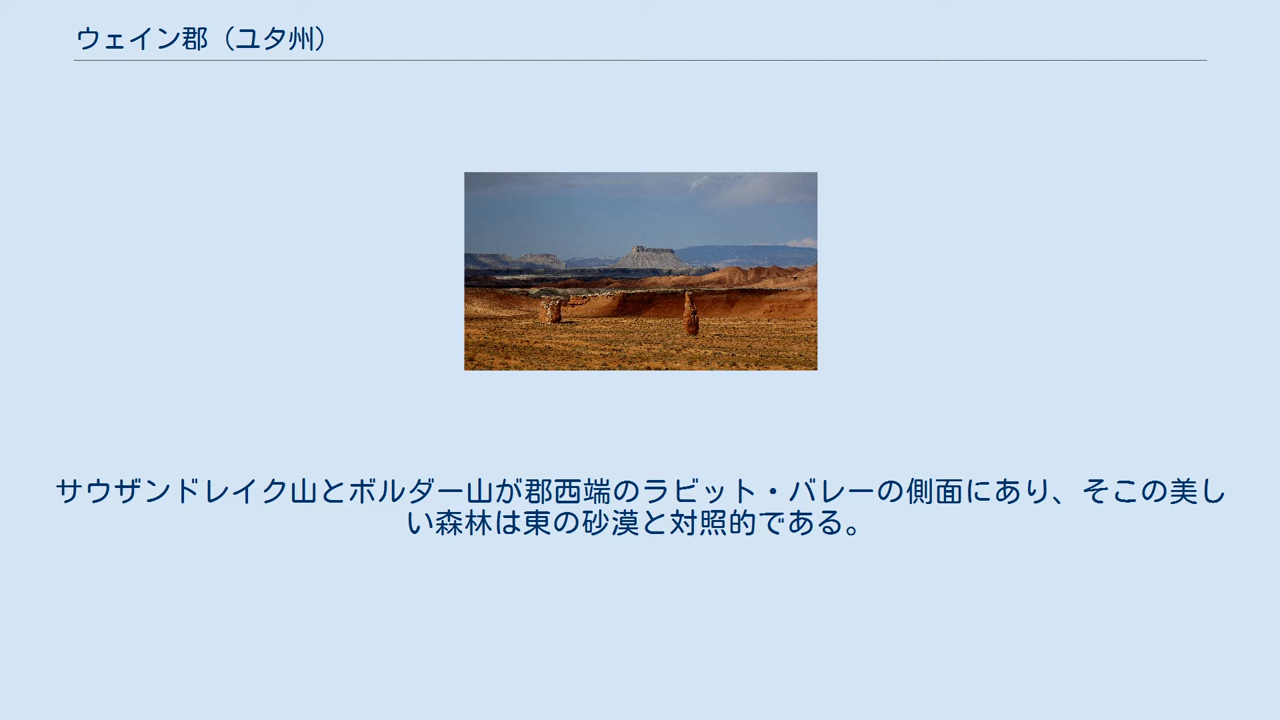 ウェイン郡（ユタ州）
サウザンドレイク山とボルダー山が郡西端のラビット・バレーの側面にあり、そこの美し
い森林は東の砂漠と対照的である。